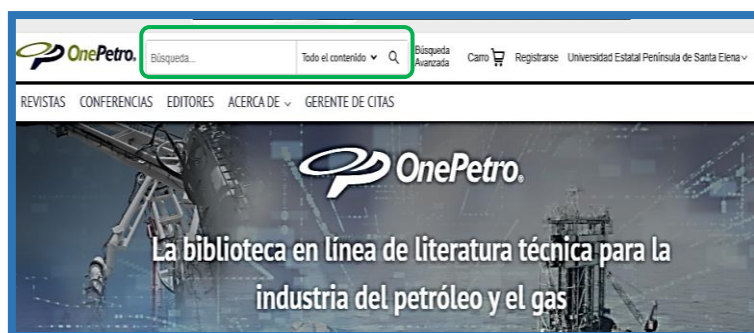 OnePetro.
Búsqueda...
Todo el contenido
Búsqueda
Avanzada
Carro
Registrarse
Universidad Estatal Península de Santa Elena
REVISTAS CONFERENCIAS EDITORES ACERCA DE GERENTE DE CITAS
OnePetro.
La biblioteca en línea de literatura técnica para la
industria del petróleo y el gas